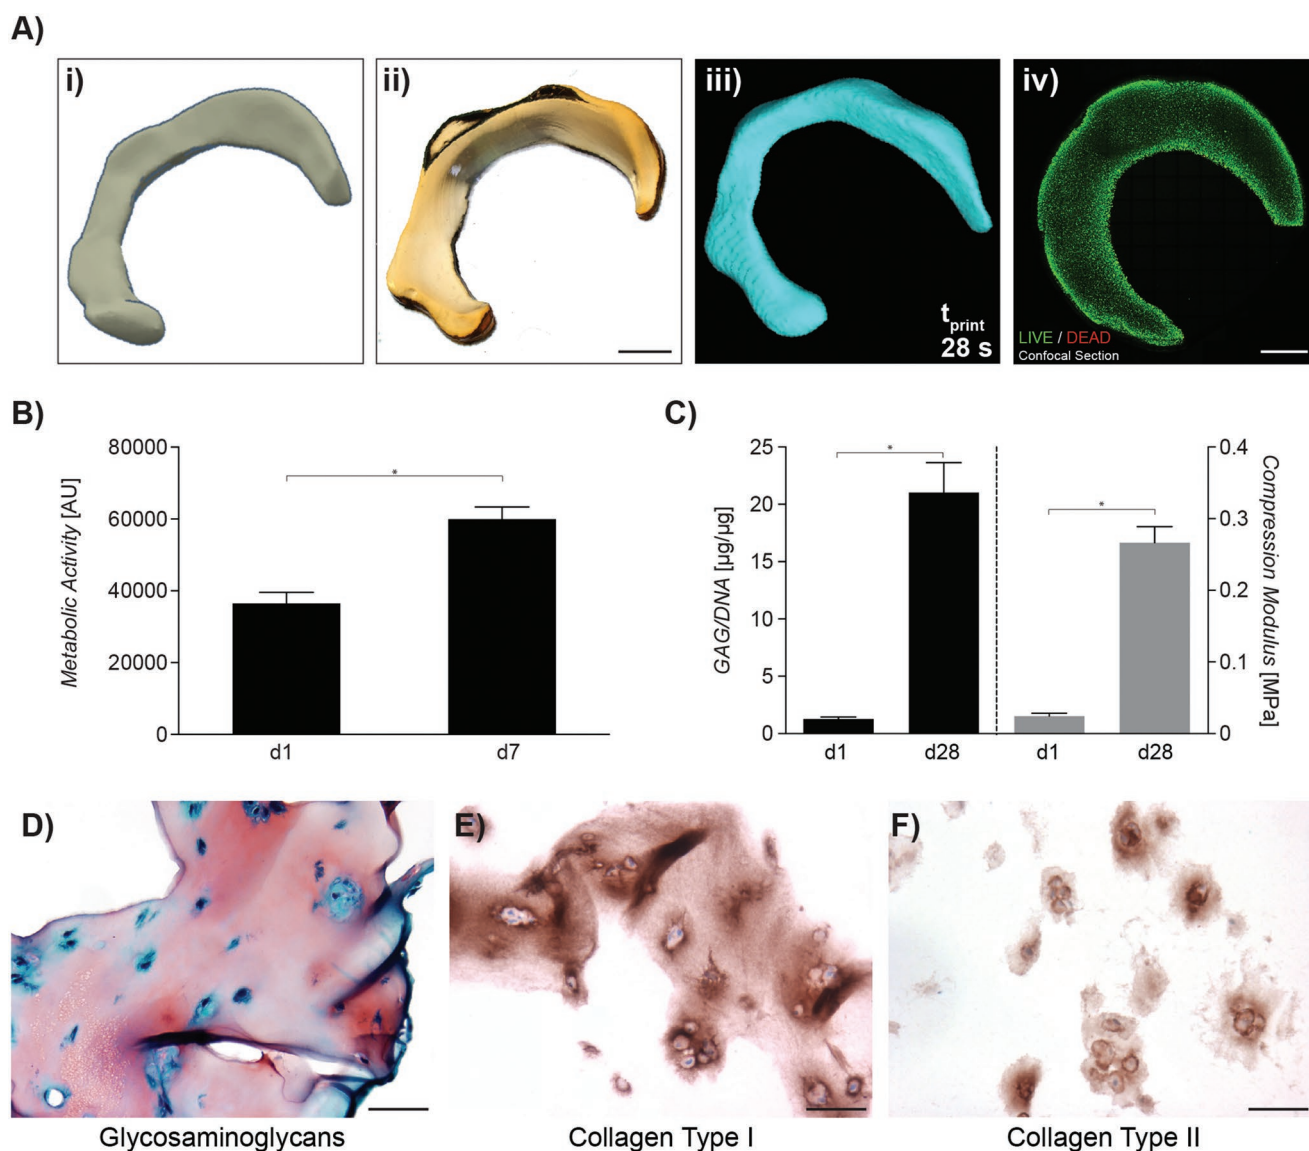 A)
i)
ii)
iii)
iv)
t print
28 s
LIVE / DEAD
Confocal Section
B)
80000
60000
40000
20000
0
Metabolic Activity [AU]
*
d1
d7
C)
25
20
15
10
5
0
GAG/DNA [µg/µg]
*
*
d1
d28
d1
d28
0.4
0.3
0.2
0.1
0
Compression Modulus [MPa]
D)
Glycosaminoglycans
E)
Collagen Type I
F)
Collagen Type II